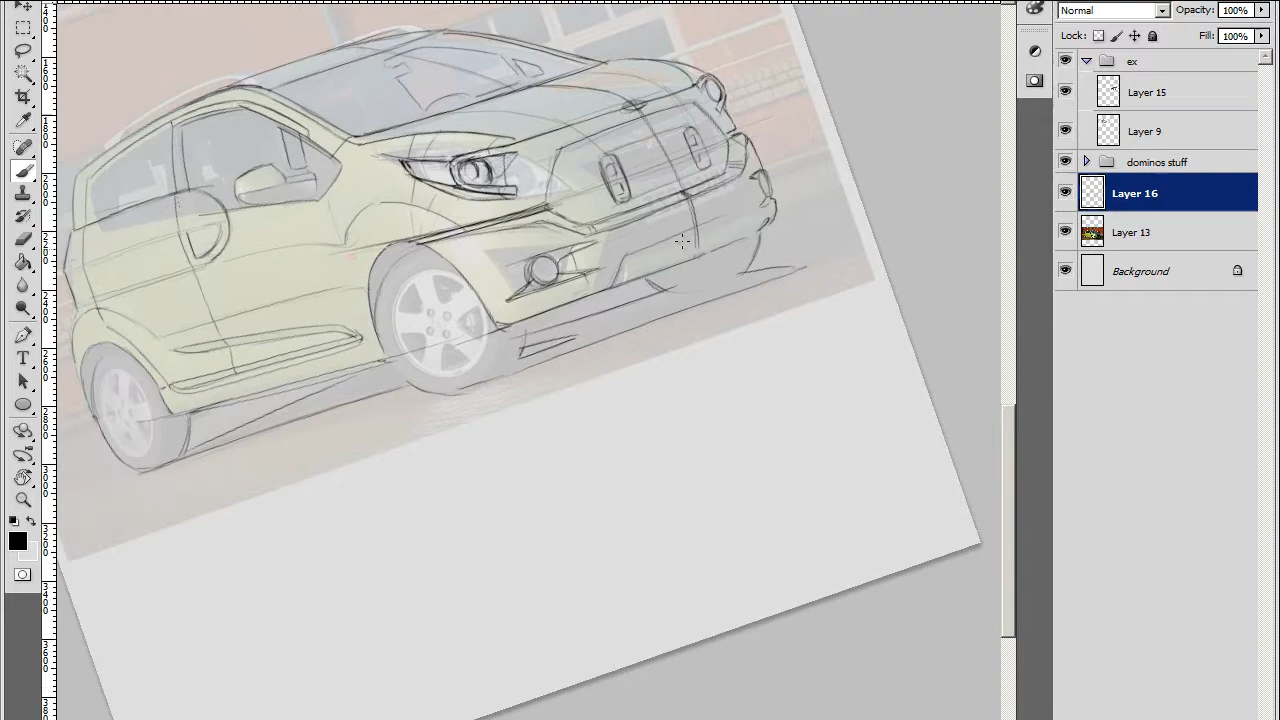 Normal
Opacity: 100%
Lock:
Fill: 100%
ex
Layer 15
Layer 9
dominos stuff
Layer 16
Layer 13
Background